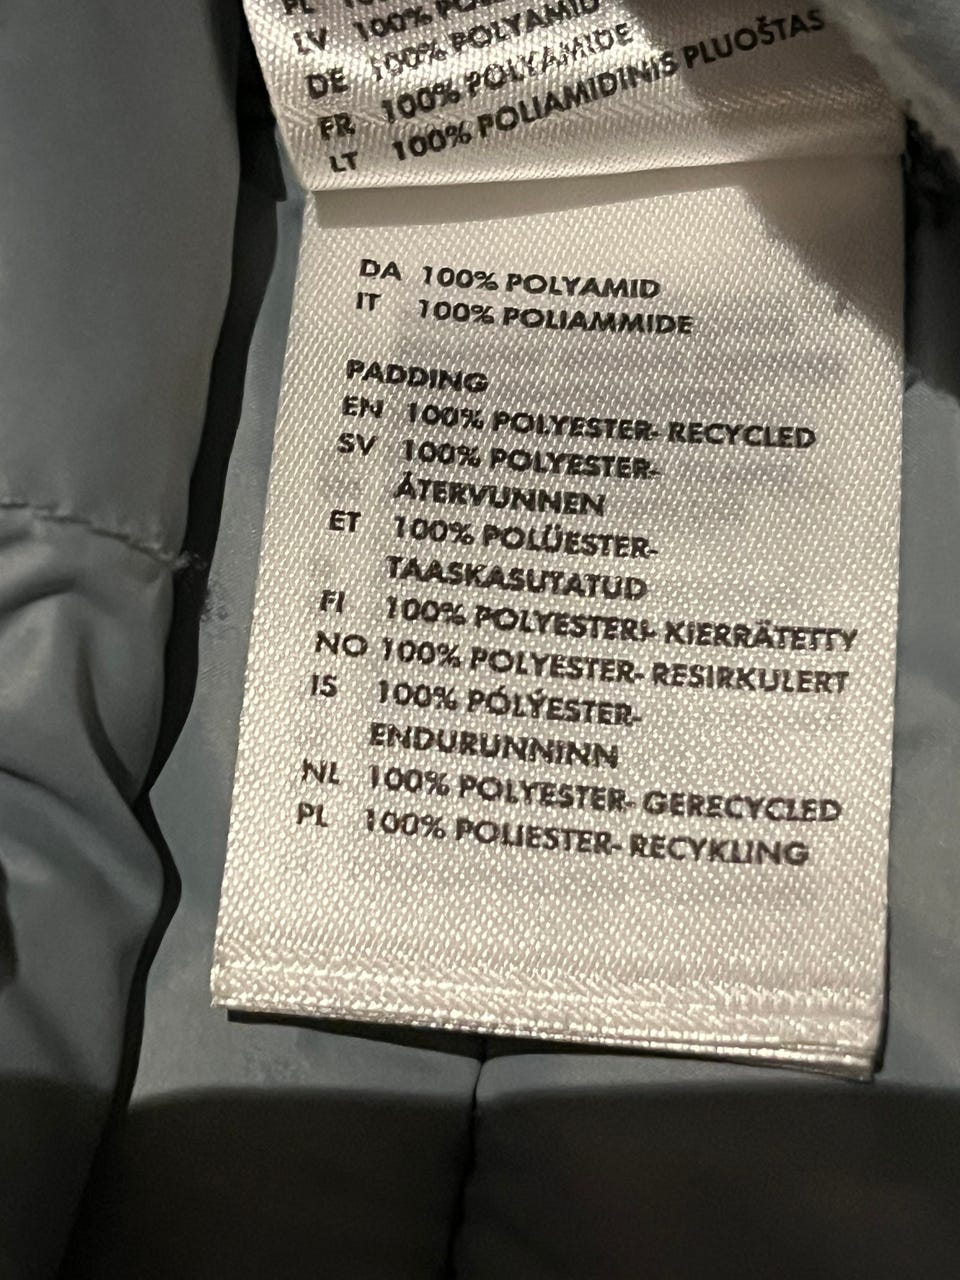 PL
LV 100%
DE 100% POLYAMID
FR 100% POLYAMIDE
LT 100% POLIAMIDINIS PLUOŠTAS
DA 100% POLYAMID
IT 100% POLIAMMIDE
PADDING
EN 100% POLYESTER- RECYCLED
SV 100% POLYESTER-
ÅTERVUNNEN
ET 100% POLÜESTER-
TAASKASUTATUD
FI 100% POLYESTERI- KIERRÄTETTY
NO 100% POLYESTER- RESIRKULERT
IS 100% PÓLÝESTER-
ENDURUNNINN
NL 100% POLYESTER- GERECYCLED
PL 100% POLIESTER- RECYKLING